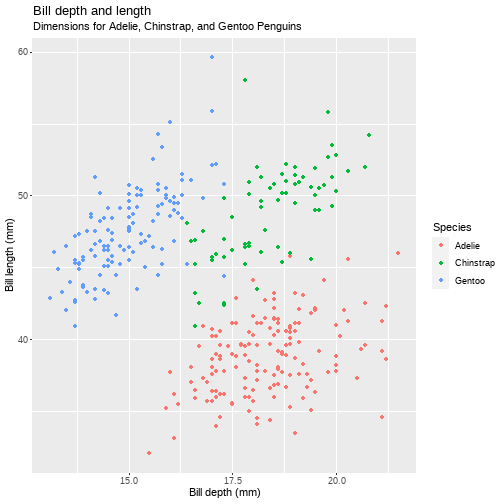 Bill depth and length
Dimensions for Adelie, Chinstrap, and Gentoo Penguins
60
50
40
Bill length (mm)
15.0 17.5 20.0
Bill depth (mm)
Species
Adelie
Chinstrap
Gentoo